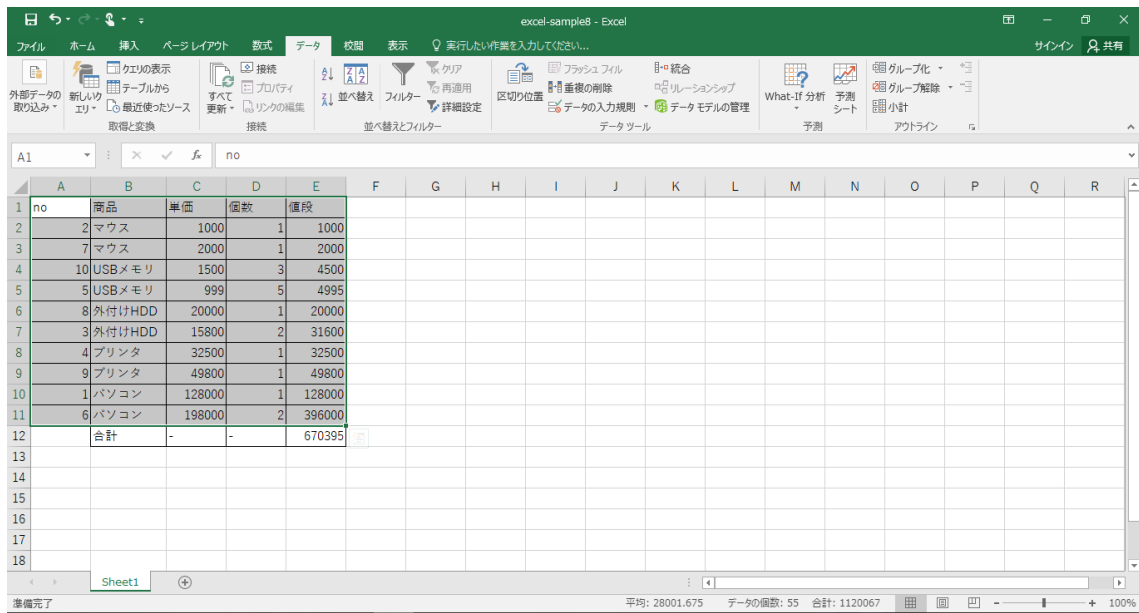 excel-sample8 - Excel
ファイル ホーム 挿入 ページ レイアウト 数式 データ 校閲 表示 実行したい作業を入力してください... サインイン 共有
外部データの取り込み
新しいクエリ
クエリの表示
テーブルから
最近使ったソース
取得と変換
すべて更新
接続
プロパティ
リンクの編集
接続
並べ替え
フィルター
クリア
再適用
詳細設定
並べ替えとフィルター
区切り位置
フラッシュ フィル
重複の削除
データの入力規則
統合
リレーションシップ
データ モデルの管理
データ ツール
What-If 分析
予測シート
予測
グループ化
グループ解除
小計
アウトライン
A1 fx no
A B C D E F G H I J K L M N O P Q R
1 no 商品 単価 個数 値段
2 2 マウス 1000 1 1000
3 7 マウス 2000 1 2000
4 10 USBメモリ 1500 3 4500
5 5 USBメモリ 999 5 4995
6 8 外付けHDD 20000 1 20000
7 3 外付けHDD 15800 2 31600
8 4 プリンタ 32500 1 32500
9 9 プリンタ 49800 1 49800
10 1 パソコン 128000 1 128000
11 6 パソコン 198000 2 396000
12 合計 - - 670395
13
14
15
16
17
18
Sheet1
準備完了 平均: 28001.675 データの個数: 55 合計: 1120067 100%